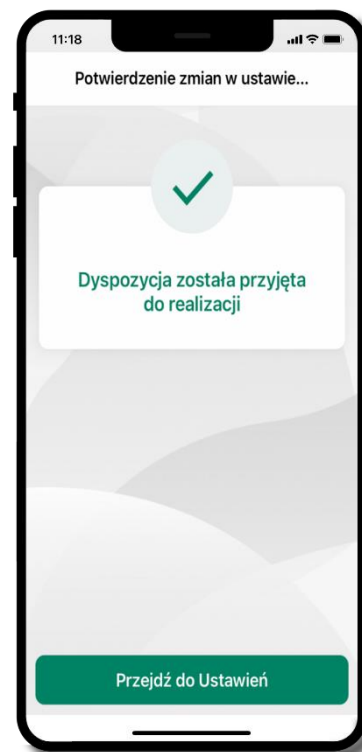 11:18
Potwierdzenie zmian w ustawie...
Dyspozycja została przyjęta
do realizacji
Przejdź do Ustawień